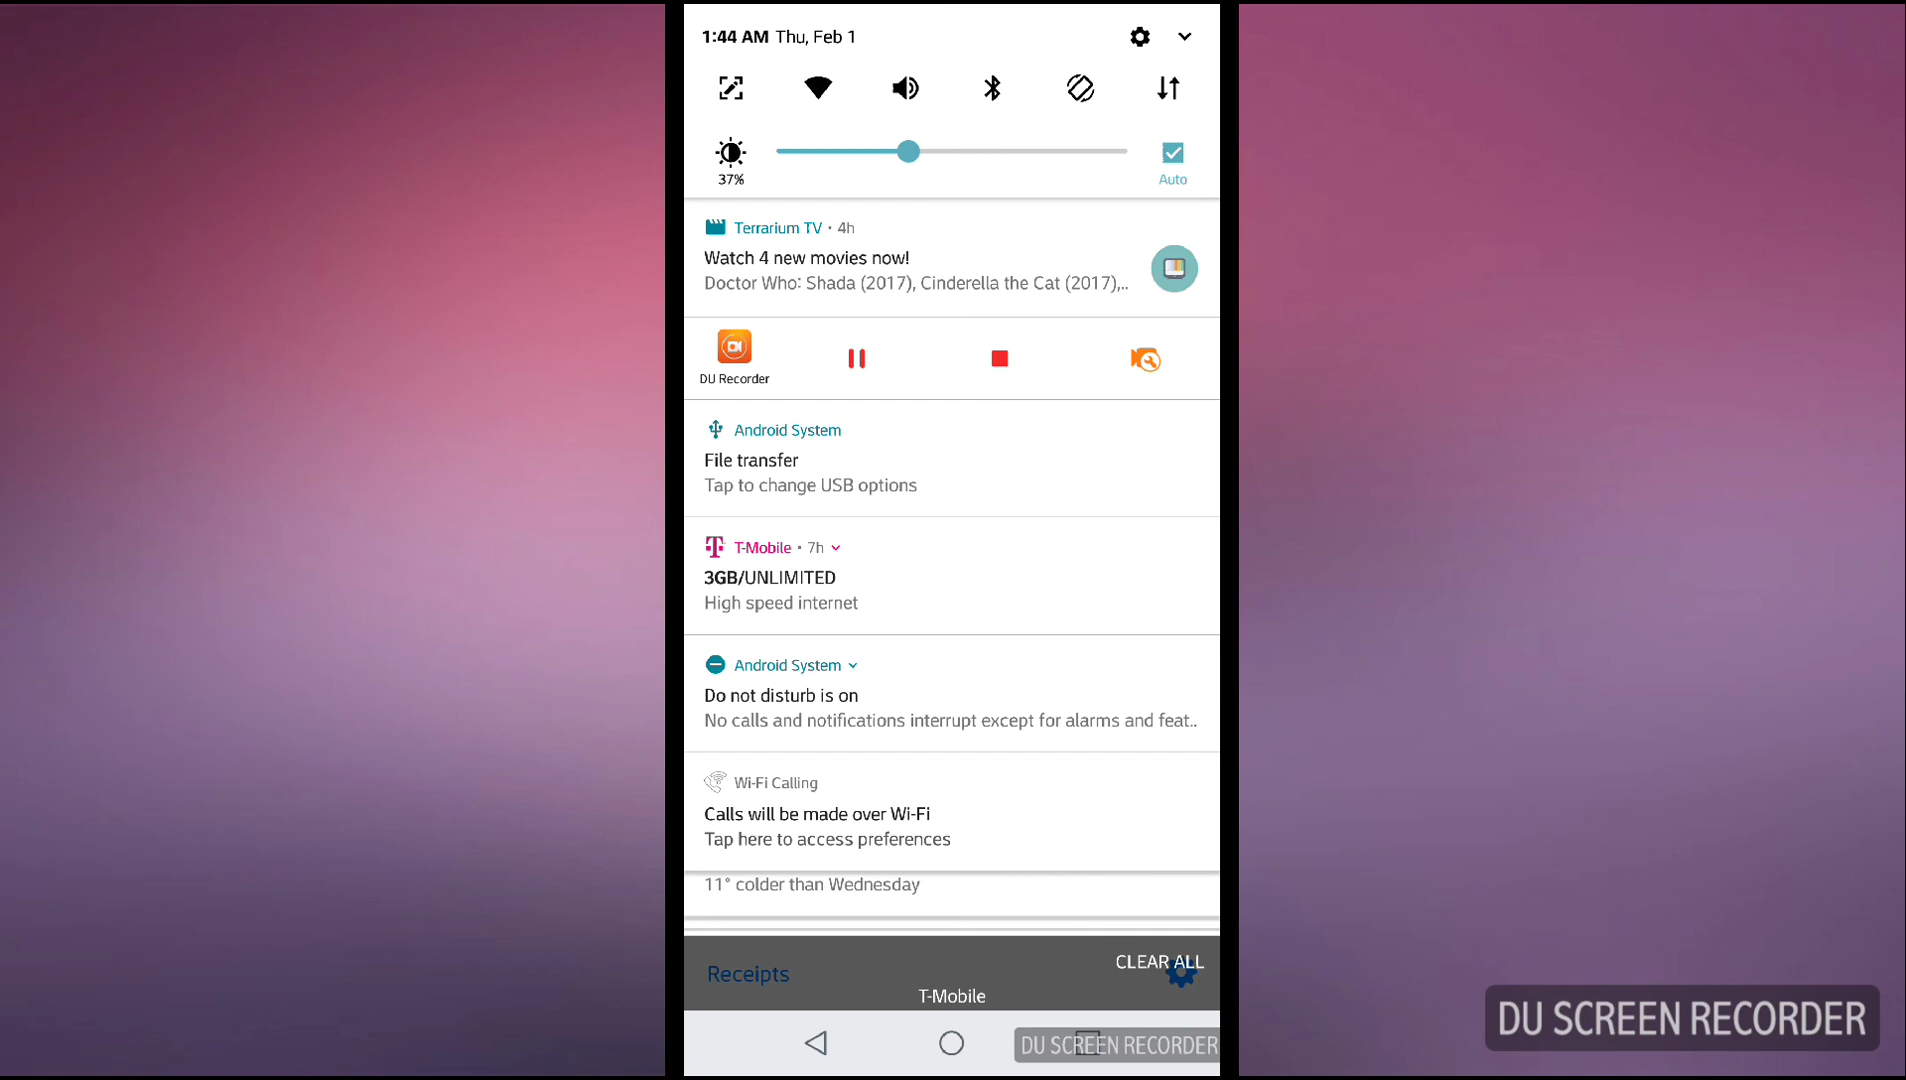 1:44 AM Thu, Feb 1
37%
Auto
Terrarium TV • 4h
Watch 4 new movies now!
Doctor Who: Shada (2017), Cinderella the Cat (2017),..
DU Recorder
Android System
File transfer
Tap to change USB options
T-Mobile • 7h
3GB/UNLIMITED
High speed internet
Android System
Do not disturb is on
No calls and notifications interrupt except for alarms and feat..
Wi-Fi Calling
Calls will be made over Wi-Fi
Tap here to access preferences
11° colder than Wednesday
CLEAR ALL
Receipts
T-Mobile
DU SCREEN RECORDER
DU SCREEN RECORDER